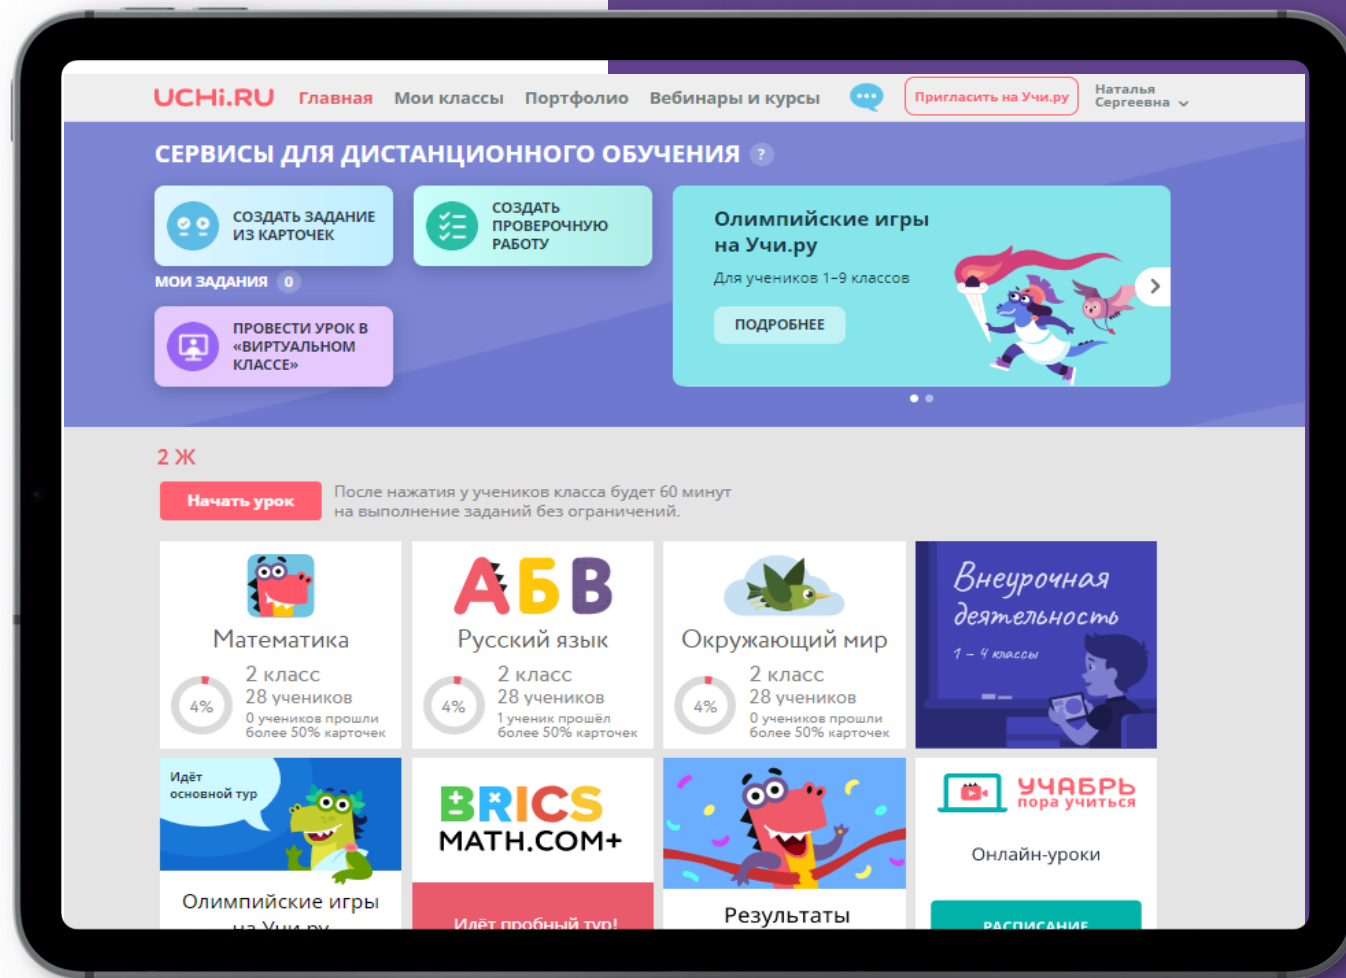 UCHi.RU Главная Мои классы Портфолио Вебинары и курсы Пригласить на Учи.ру Наталья
Сергеевна
СЕРВИСЫ ДЛЯ ДИСТАНЦИОННОГО ОБУЧЕНИЯ ?
СОЗДАТЬ ЗАДАНИЕ
ИЗ КАРТОЧЕК
СОЗДАТЬ
ПРОВЕРОЧНУЮ
РАБОТУ
МОИ ЗАДАНИЯ 0
ПРОВЕСТИ УРОК В
«ВИРТУАЛЬНОМ
КЛАССЕ»
Олимпийские игры
на Учи.ру
Для учеников 1–9 классов
ПОДРОБНЕЕ
2 Ж
Начать урок
После нажатия у учеников класса будет 60 минут
на выполнение заданий без ограничений.
Математика
4%
2 класс
28 учеников
0 учеников прошли
более 50% карточек
АБВ
Русский язык
4%
2 класс
28 учеников
1 ученик прошёл
более 50% карточек
Окружающий мир
4%
2 класс
28 учеников
0 учеников прошли
более 50% карточек
Внеурочная
деятельность
1 – 4 классы
Идёт
основной тур
Олимпийские игры
на Учи.ру
BRICS
MATH.COM+
Идёт пробный тур!
Результаты
УЧАБРЬ
пора учиться
Онлайн-уроки
РАСПИСАНИЕ